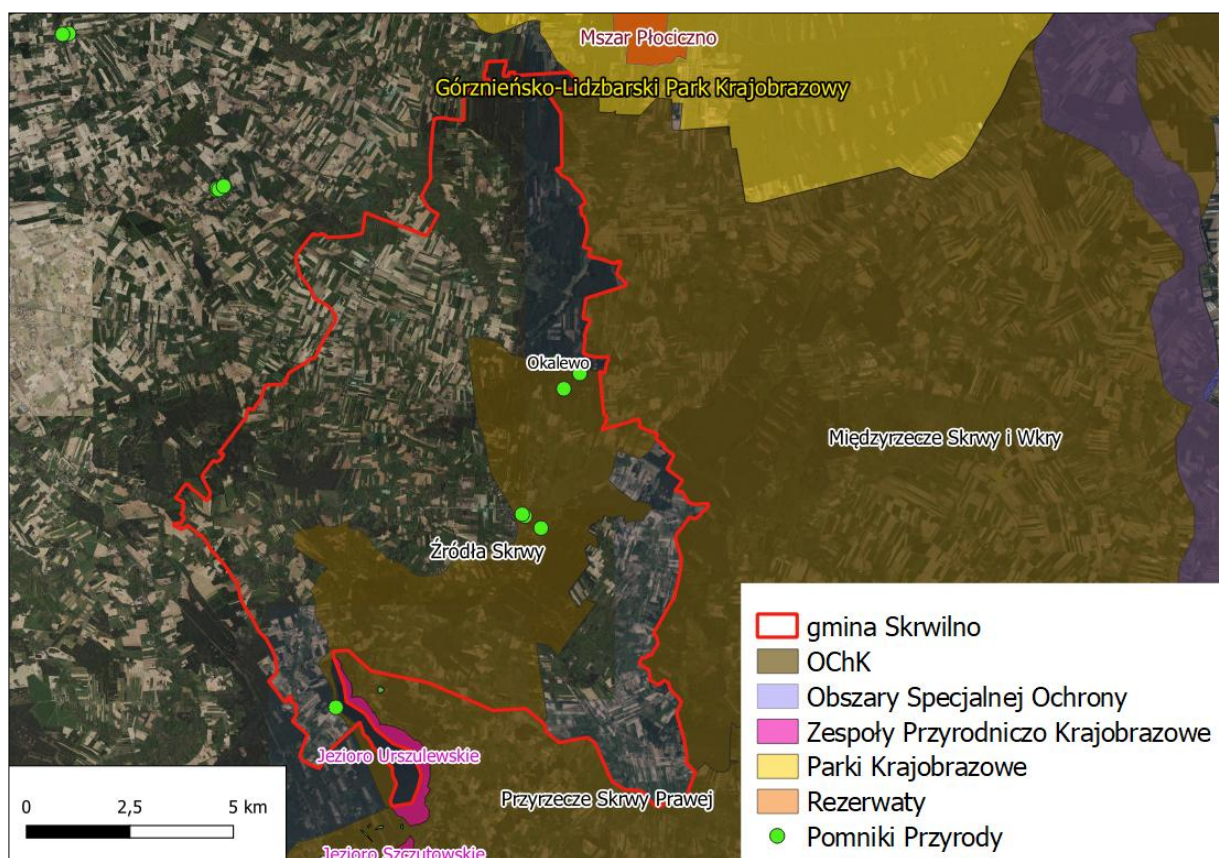 Mszar Płociczno
Górznieńsko-Lidzbarski Park Krajobrazowy
Okalewo
Międzyrzecze Skrwy i Wkry
Źródła Skrwy
Jezioro Urszulewskie
Przyrzecze Skrwy Prawej
Jezioro Szczutowskie
0 2,5 5 km
gmina Skrwilno
OChK
Obszary Specjalnej Ochrony
Zespoły Przyrodniczo Krajobrazowe
Parki Krajobrazowe
Rezerwaty
Pomniki Przyrody